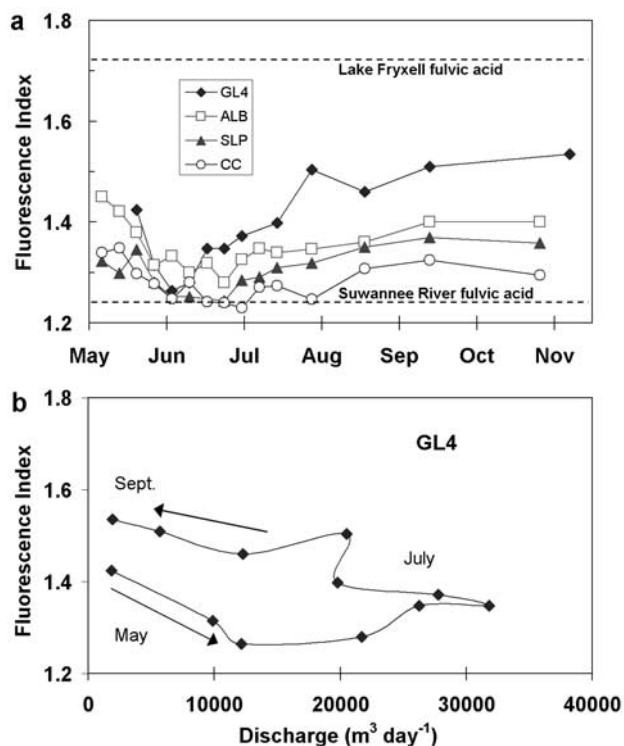 a
1.8
1.6
1.4
1.2
Fluorescence Index
Lake Fryxell fulvic acid
GL4
ALB
SLP
CC
Suwannee River fulvic acid
May Jun Jul Aug Sep Oct Nov
b
1.8
1.6
1.4
1.2
Fluorescence Index
GL4
Sept.
July
May
0 10000 20000 30000 40000
Discharge (m³ day⁻¹)